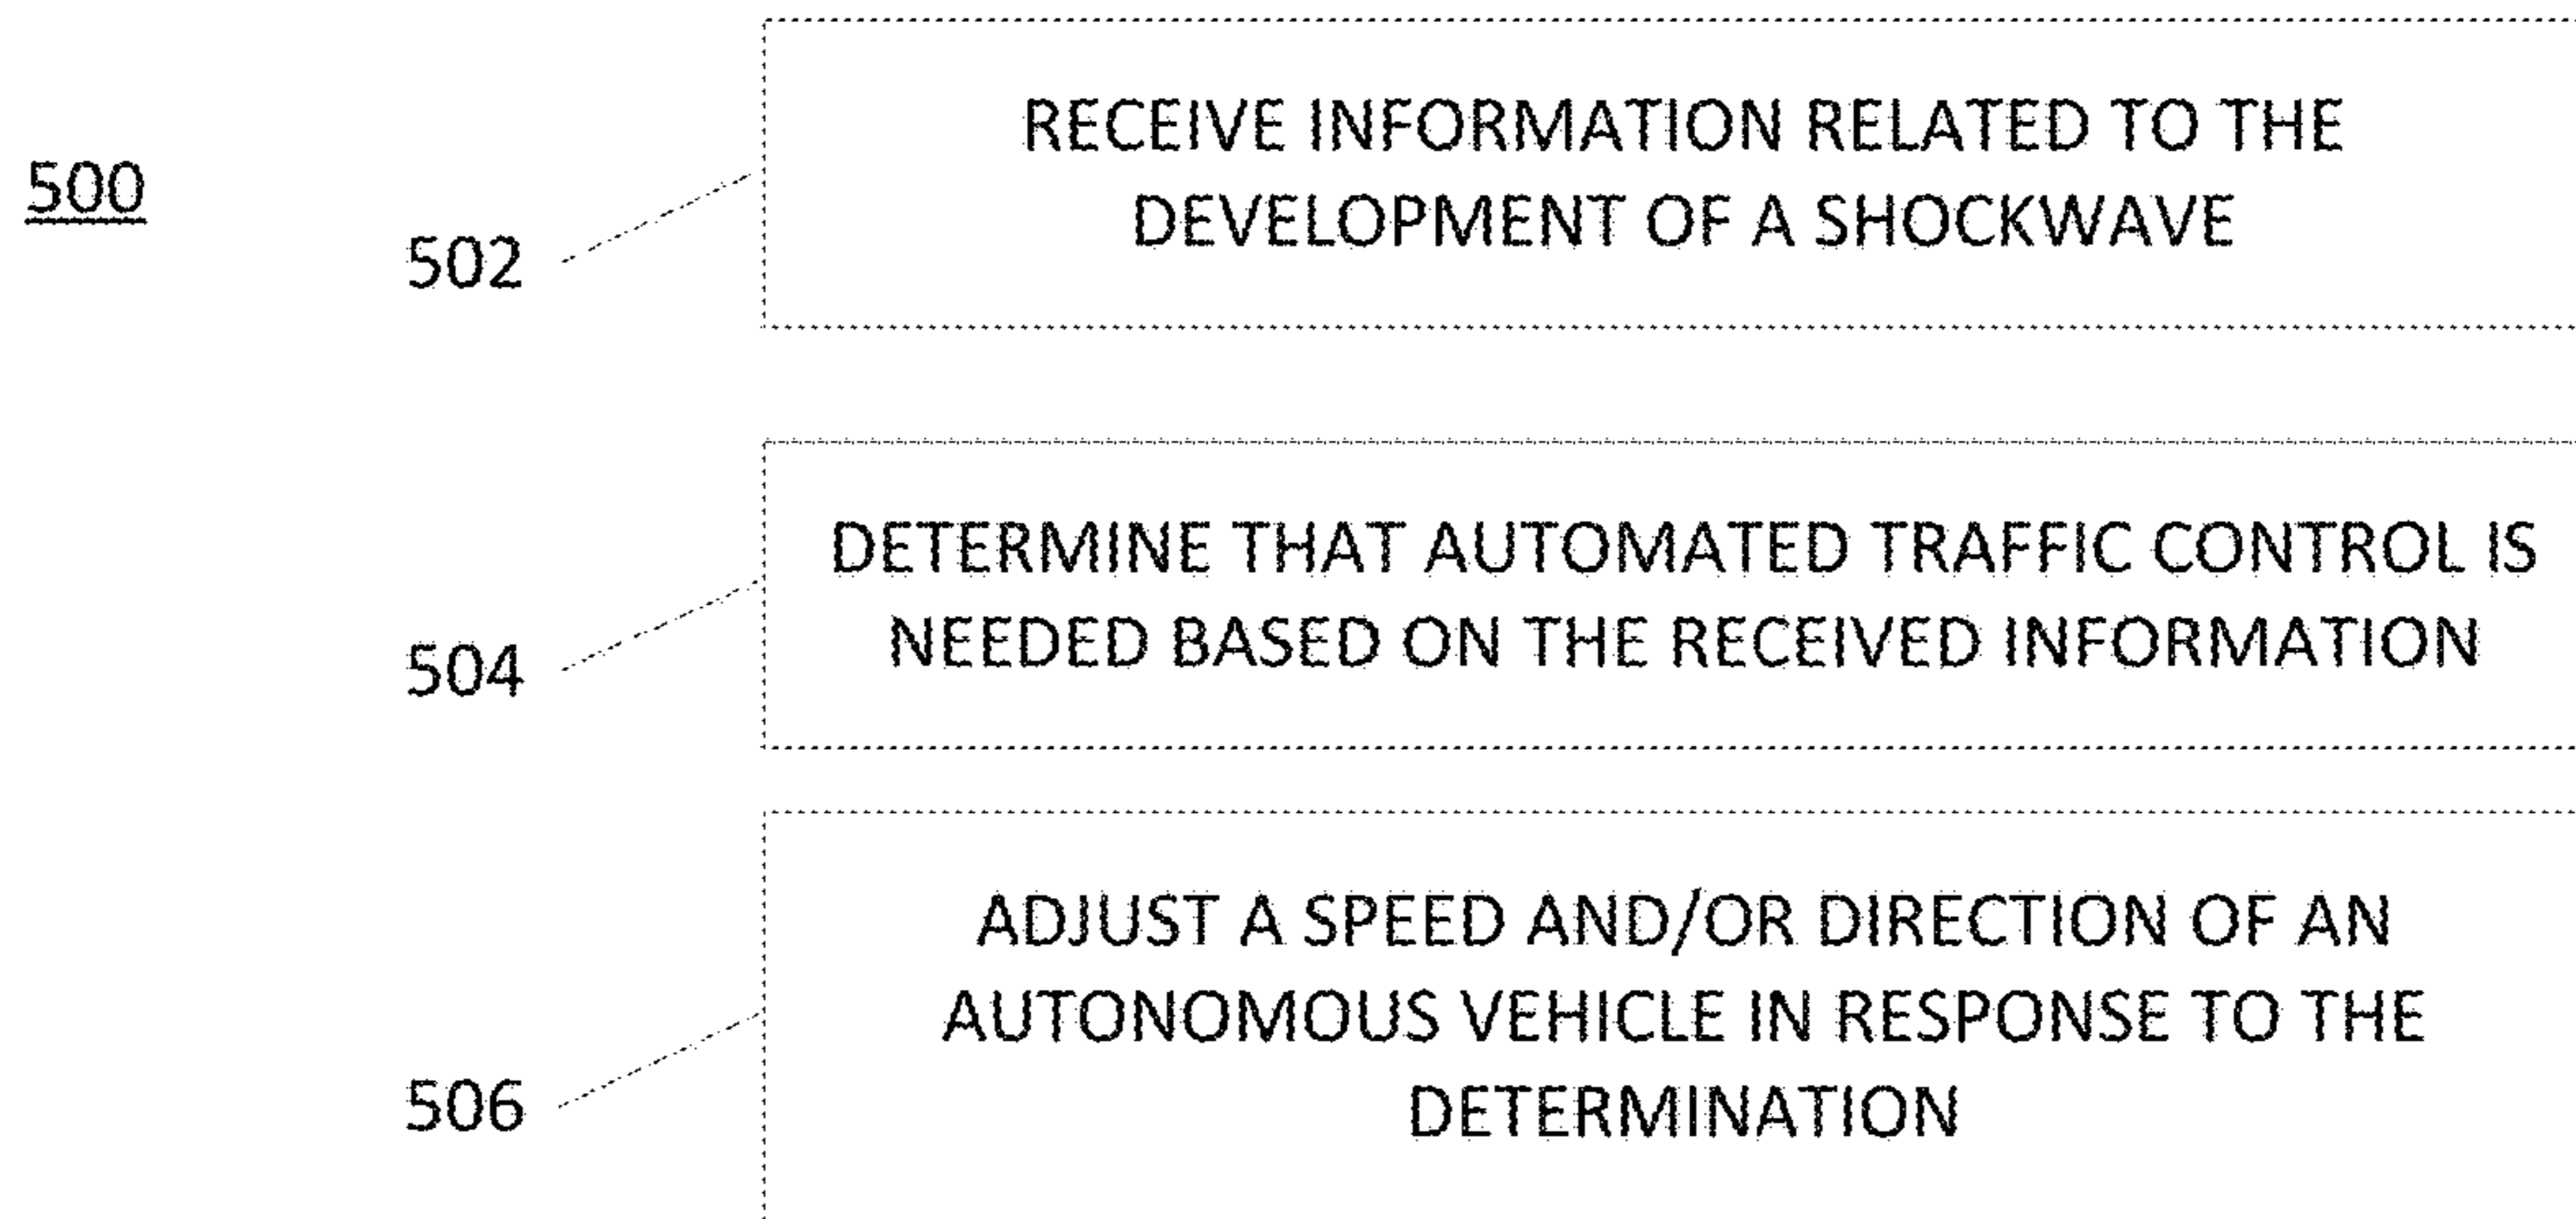 500
502
RECEIVE INFORMATION RELATED TO THE
DEVELOPMENT OF A SHOCKWAVE
504
DETERMINE THAT AUTOMATED TRAFFIC CONTROL IS
NEEDED BASED ON THE RECEIVED INFORMATION
506
ADJUST A SPEED AND/OR DIRECTION OF AN
AUTONOMOUS VEHICLE IN RESPONSE TO THE
DETERMINATION